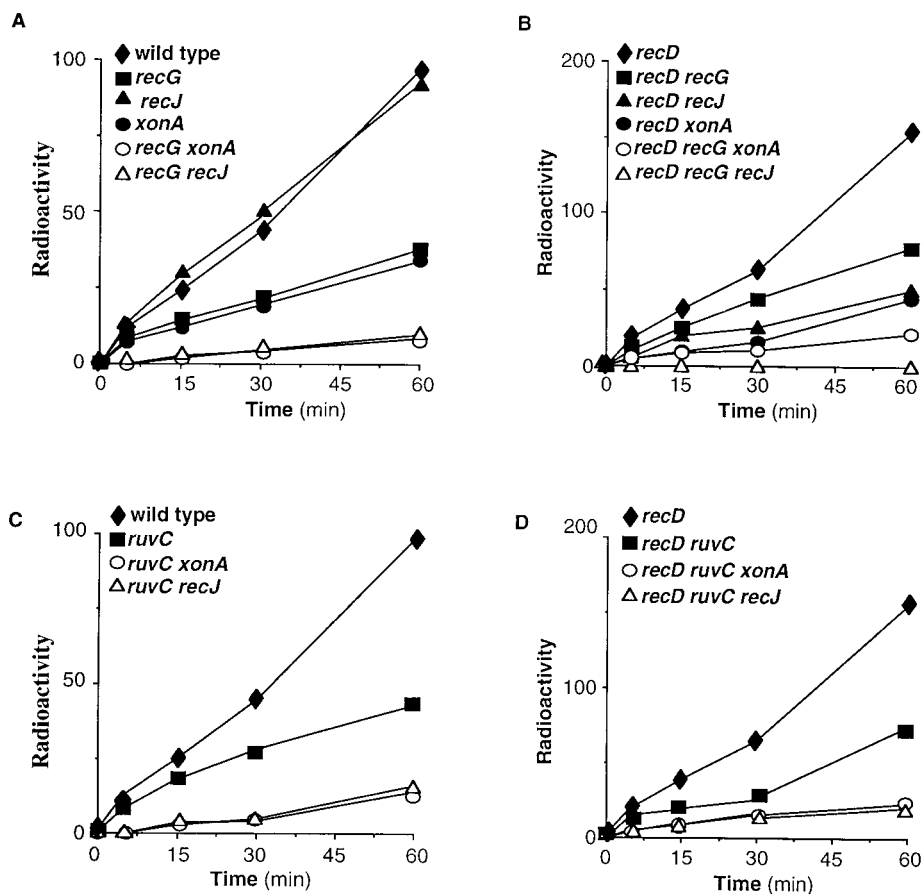 A
wild type
recG
recJ
xonA
recG xonA
recG recJ
100
50
0
Radioactivity
0 15 30 45 60
Time (min)
B
recD
recD recG
recD recJ
recD xonA
recD recG xonA
recD recG recJ
200
100
0
Radioactivity
0 15 30 45 60
Time (min)
C
wild type
ruvC
ruvC xonA
ruvC recJ
100
50
0
Radioactivity
0 15 30 45 60
Time (min)
D
recD
recD ruvC
recD ruvC xonA
recD ruvC recJ
200
100
0
Radioactivity
0 15 30 45 60
Time (min)